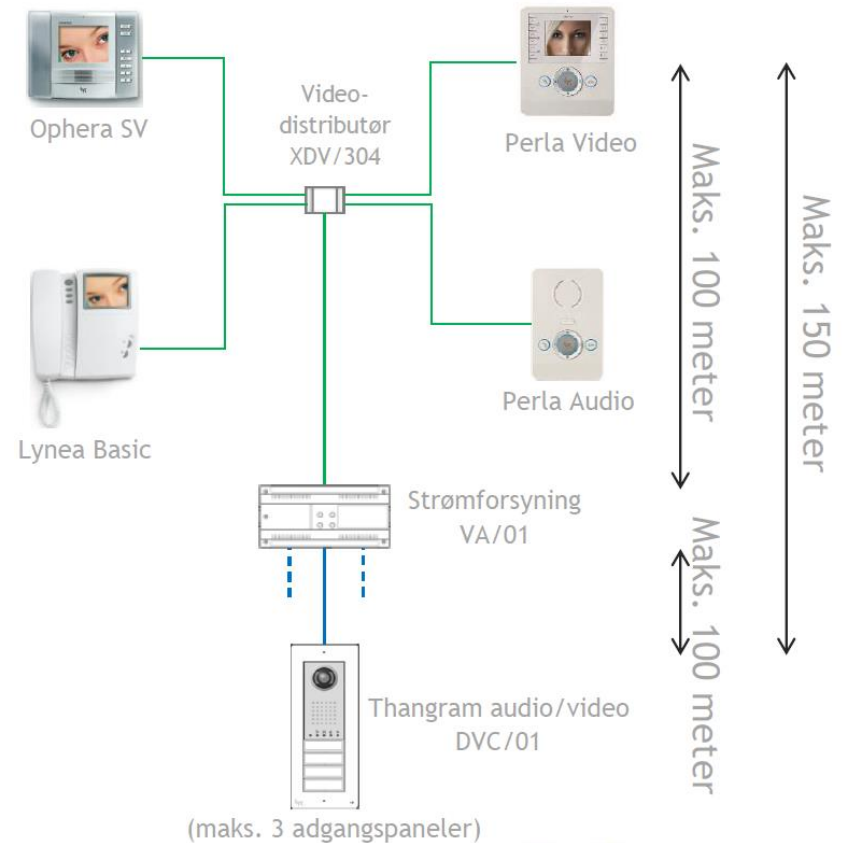 Ophera SV
Video-
distributør
XDV/304
Perla Video
Lynea Basic
Perla Audio
Maks. 100 meter
Maks. 150 meter
Strømforsyning
VA/01
Maks. 100 meter
Thangram audio/video
DVC/01
(maks. 3 adgangspaneler)